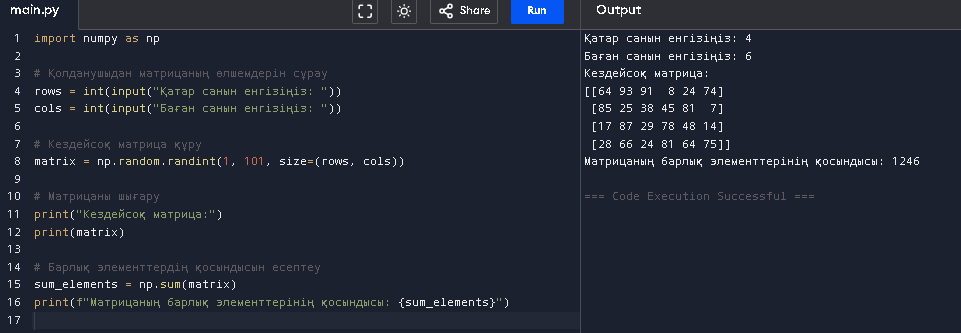 main.py
Share
Run
Output
1 import numpy as np
2
3 # Қолданушыдан матрицаның өлшемдерін сұрау
4 rows = int(input("Қатар санын енгізіңіз: "))
5 cols = int(input("Баған санын енгізіңіз: "))
6
7 # Кездейсоқ матрица құру
8 matrix = np.random.randint(1, 101, size=(rows, cols))
9
10 # Матрицаны шығару
11 print("Кездейсоқ матрица:")
12 print(matrix)
13
14 # Барлық элементтердің қосындысын есептеу
15 sum_elements = np.sum(matrix)
16 print(f"Матрицаның барлық элементтерінің қосындысы: {sum_elements}")
17
Қатар санын енгізіңіз: 4
Баған санын енгізіңіз: 6
Кездейсоқ матрица:
[[64 93 91  8 24 74]
 [85 25 38 45 81  7]
 [17 87 29 78 48 14]
 [28 66 24 81 64 75]]
Матрицаның барлық элементтерінің қосындысы: 1246
=== Code Execution Successful ===